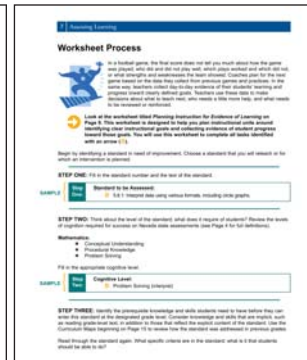 Assessing Learning
Worksheet Process
In a football game, the final score does not tell you much about how the game
was played, who did and did not play well, which plays worked and which did not,
or what strengths and weaknesses the team showed. Coaches plan for the next
game based on the data they collect from previous games and practices. In the
same way, teachers collect day-to-day evidence of their students' learning and
progress toward clearly defined goals. Teachers use these data to make
decisions about what to teach next, who needs a little more help, and what needs
to be reviewed or reinforced.
Look at the worksheet titled Planning Instruction for Evidence of Learning on
Page 9. This worksheet is designed to help you plan instructional units around
identifying clear instructional goals and collecting evidence of student progress
toward those goals. You will use this worksheet to complete all tasks identified
with an arrow
Begin by identifying a standard in need of improvement. Choose a standard that you will reteach or for
which an intervention is planned.
STEP ONE: Fill in the standard number and the text of the standard.
SAMPLE
Step One
Standard to be Assessed:
5.6.1 Interpret data using various formats, including circle graphs.
STEP TWO: Think about the level of the standard: what does it require of students? Review the levels
of cognition required for success on Nevada state assessments (see Page 4 for full definitions).
Mathematics:
Conceptual Understanding
Procedural Knowledge
Problem Solving
Fill in the appropriate cognitive level.
SAMPLE
Step Two
Cognitive Level:
Problem Solving (interpret)
STEP THREE: Identify the prerequisite knowledge and skills students need to have before they can
enter this standard at the designated grade level. Consider knowledge and skills that are implicit, such
as reading grade-level text, in addition to those that reflect the explicit content of the standard. Use the
Curriculum Maps beginning on Page 10 to review how the standard was addressed in previous grades.
Read through the standard again. What specific criteria are in the standard: what is it that students
should be able to do?